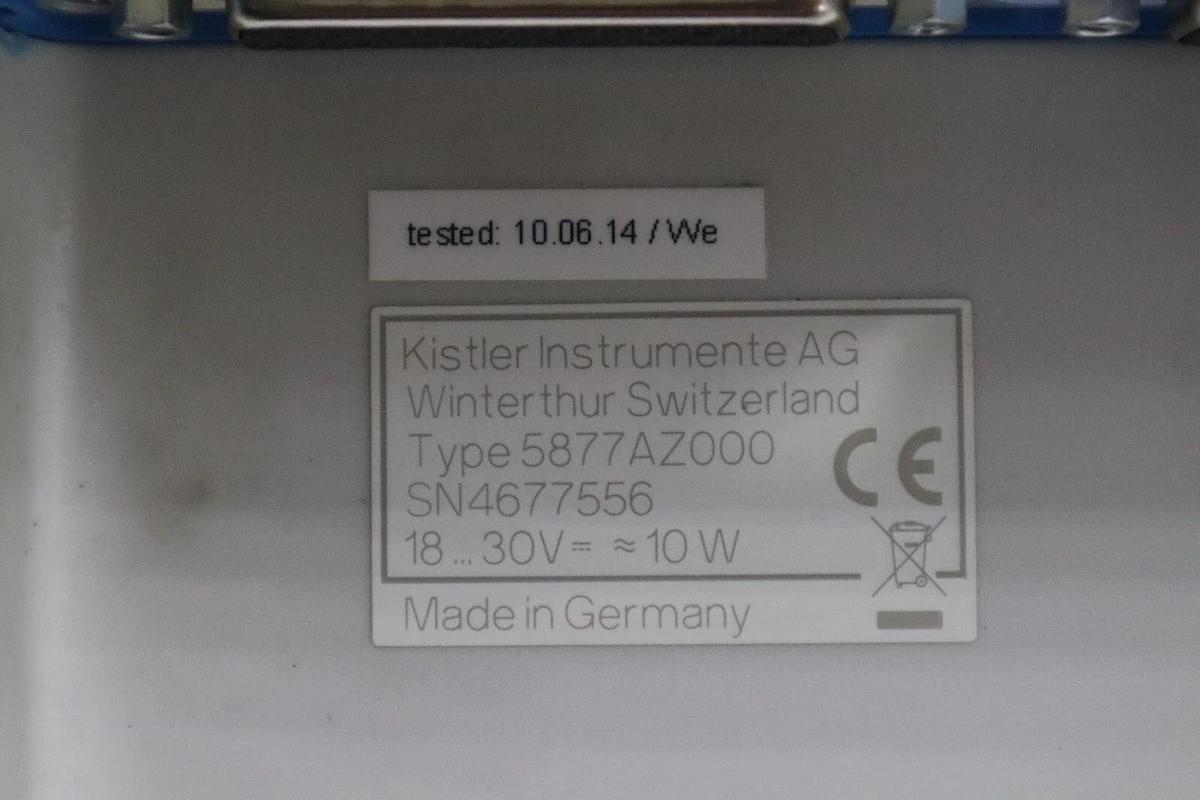 tested: 10.06.14 / We
Kistler Instrumente AG
Winterthur Switzerland
Type 5877AZ000
SN4677556
18 ... 30V⎓ ≈ 10 W
CE
Made in Germany